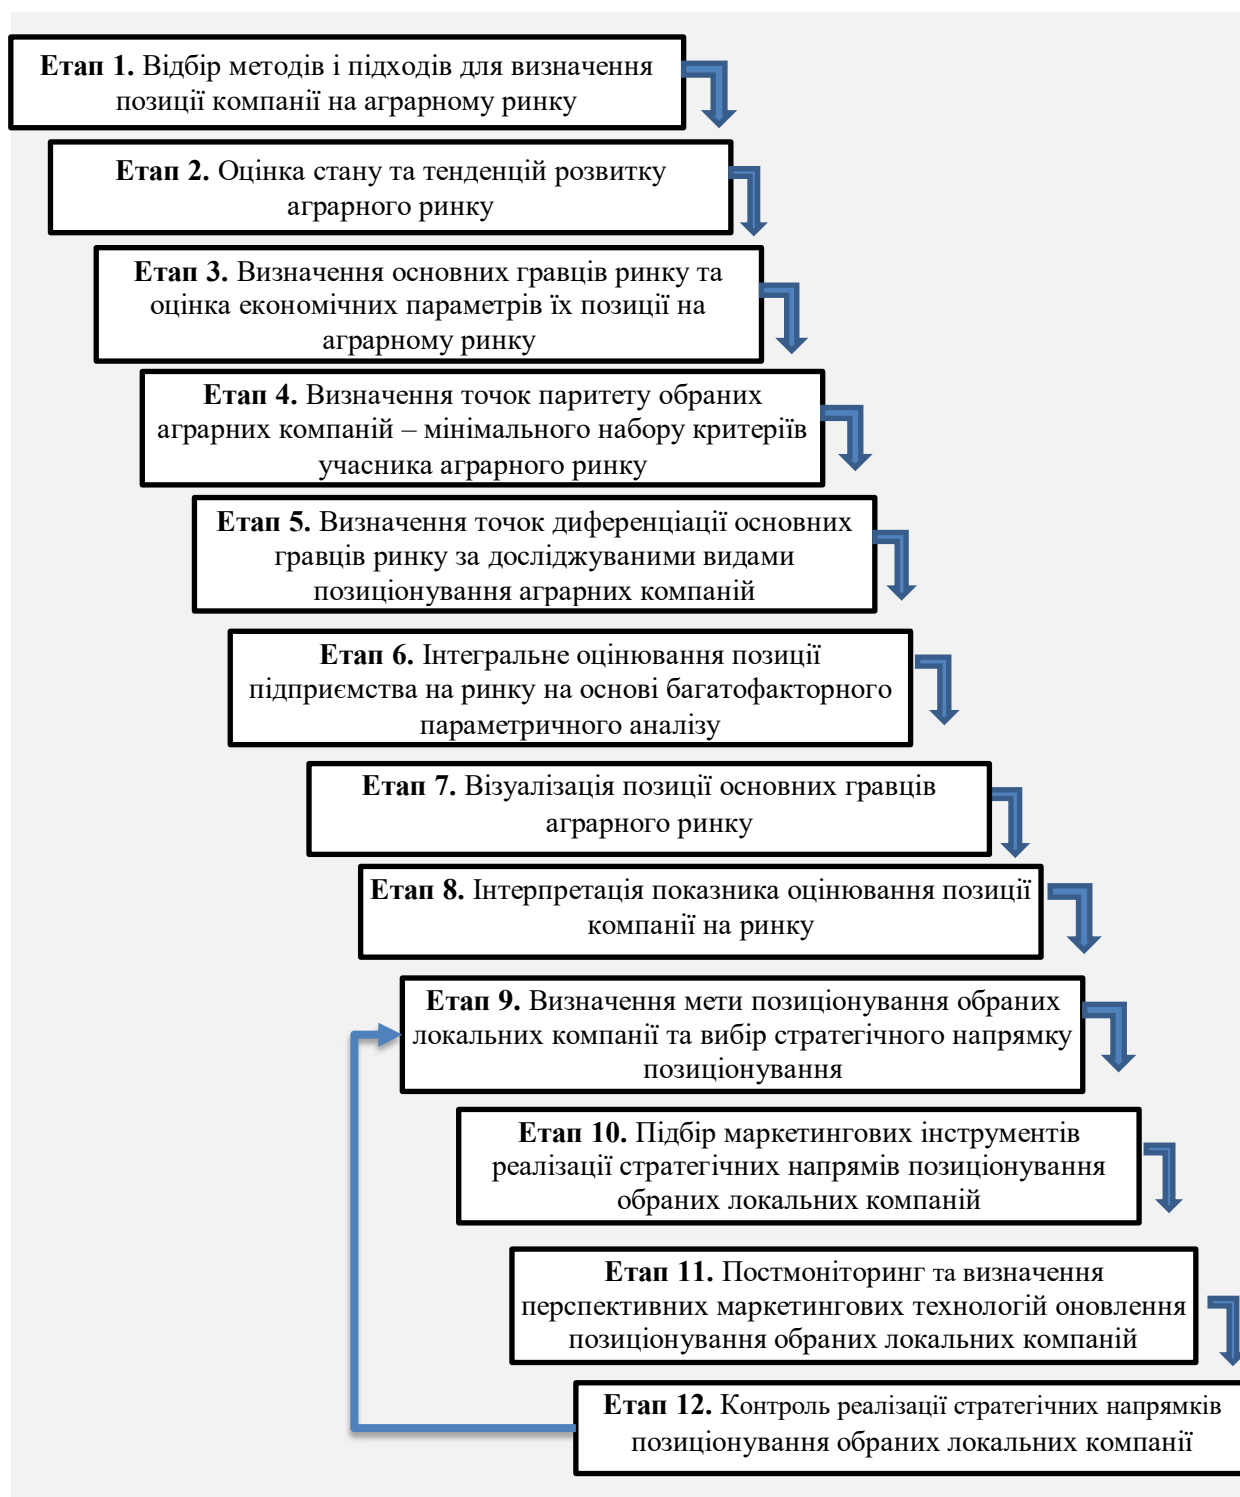 Етап 1. Відбір методів і підходів для визначення
позиції компанії на аграрному ринку
Етап 2. Оцінка стану та тенденцій розвитку
аграрного ринку
Етап 3. Визначення основних гравців ринку та
оцінка економічних параметрів їх позиції на
аграрному ринку
Етап 4. Визначення точок паритету обраних
аграрних компаній – мінімального набору критеріїв
учасника аграрного ринку
Етап 5. Визначення точок диференціації основних
гравців ринку за досліджуваними видами
позиціонування аграрних компаній
Етап 6. Інтегральне оцінювання позиції
підприємства на ринку на основі багатофакторного
параметричного аналізу
Етап 7. Візуалізація позиції основних гравців
аграрного ринку
Етап 8. Інтерпретація показника оцінювання позиції
компанії на ринку
Етап 9. Визначення мети позиціонування обраних
локальних компанії та вибір стратегічного напрямку
позиціонування
Етап 10. Підбір маркетингових інструментів
реалізації стратегічних напрямів позиціонування
обраних локальних компаній
Етап 11. Постмоніторинг та визначення
перспективних маркетингових технологій оновлення
позиціонування обраних локальних компаній
Етап 12. Контроль реалізації стратегічних напрямків
позиціонування обраних локальних компанії